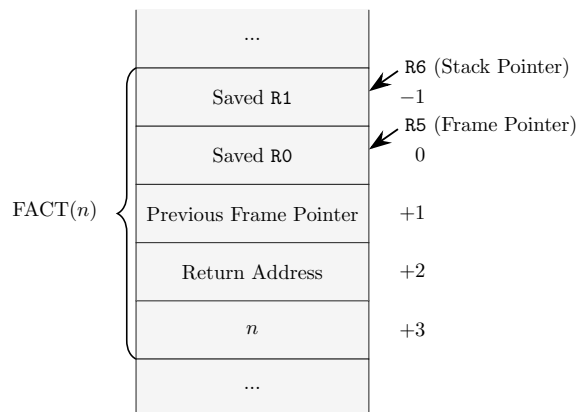 ...
R6 (Stack Pointer)
Saved R1
−1
R5 (Frame Pointer)
Saved R0
0
FACT(n)
Previous Frame Pointer
+1
Return Address
+2
n
+3
...